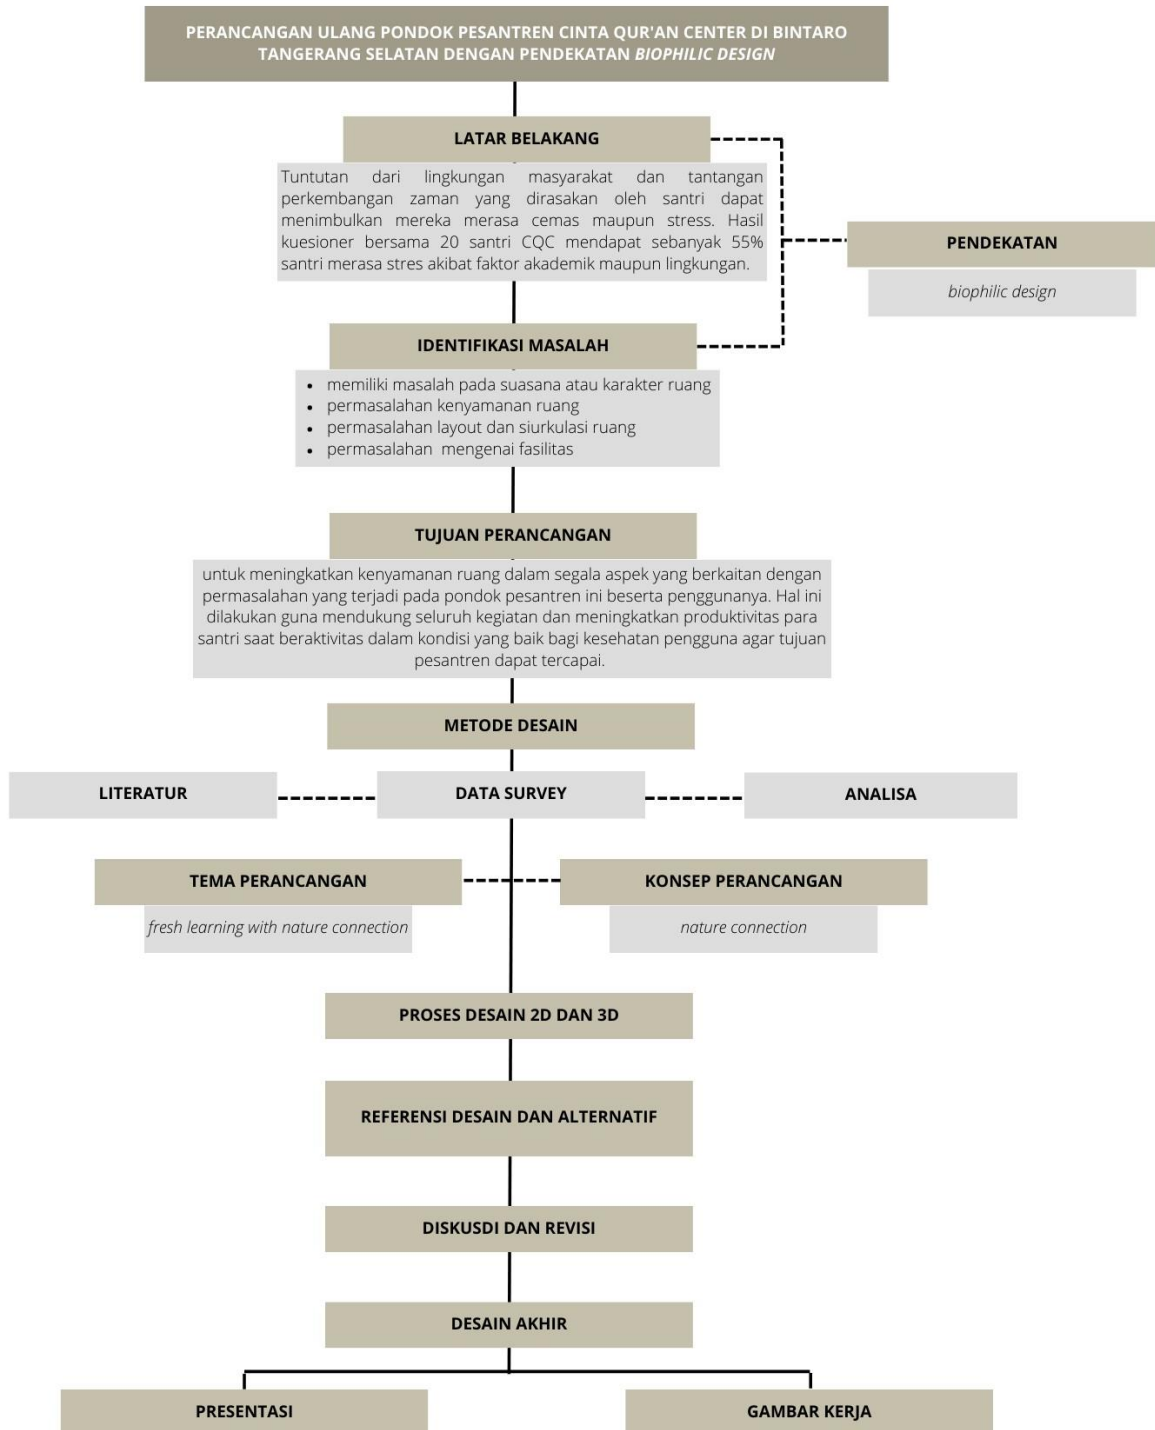 PERANCANGAN ULANG PONDOK PESANTREN CINTA QUR'AN CENTER DI BINTARO
TANGERANG SELATAN DENGAN PENDEKATAN BIOPHILIC DESIGN
LATAR BELAKANG
Tuntutan dari lingkungan masyarakat dan tantangan
perkembangan zaman yang dirasakan oleh santri dapat
menimbulkan mereka merasa cemas maupun stress. Hasil
kuesioner bersama 20 santri CQC mendapat sebanyak 55%
santri merasa stres akibat faktor akademik maupun lingkungan.
PENDEKATAN
biophilic design
IDENTIFIKASI MASALAH
• memiliki masalah pada suasana atau karakter ruang
• permasalahan kenyamanan ruang
• permasalahan layout dan siurkulasi ruang
• permasalahan mengenai fasilitas
TUJUAN PERANCANGAN
untuk meningkatkan kenyamanan ruang dalam segala aspek yang berkaitan dengan
permasalahan yang terjadi pada pondok pesantren ini beserta penggunanya. Hal ini
dilakukan guna mendukung seluruh kegiatan dan meningkatkan produktivitas para
santri saat beraktivitas dalam kondisi yang baik bagi kesehatan pengguna agar tujuan
pesantren dapat tercapai.
METODE DESAIN
LITERATUR
DATA SURVEY
ANALISA
TEMA PERANCANGAN
fresh learning with nature connection
KONSEP PERANCANGAN
nature connection
PROSES DESAIN 2D DAN 3D
REFERENSI DESAIN DAN ALTERNATIF
DISKUSDI DAN REVISI
DESAIN AKHIR
PRESENTASI
GAMBAR KERJA